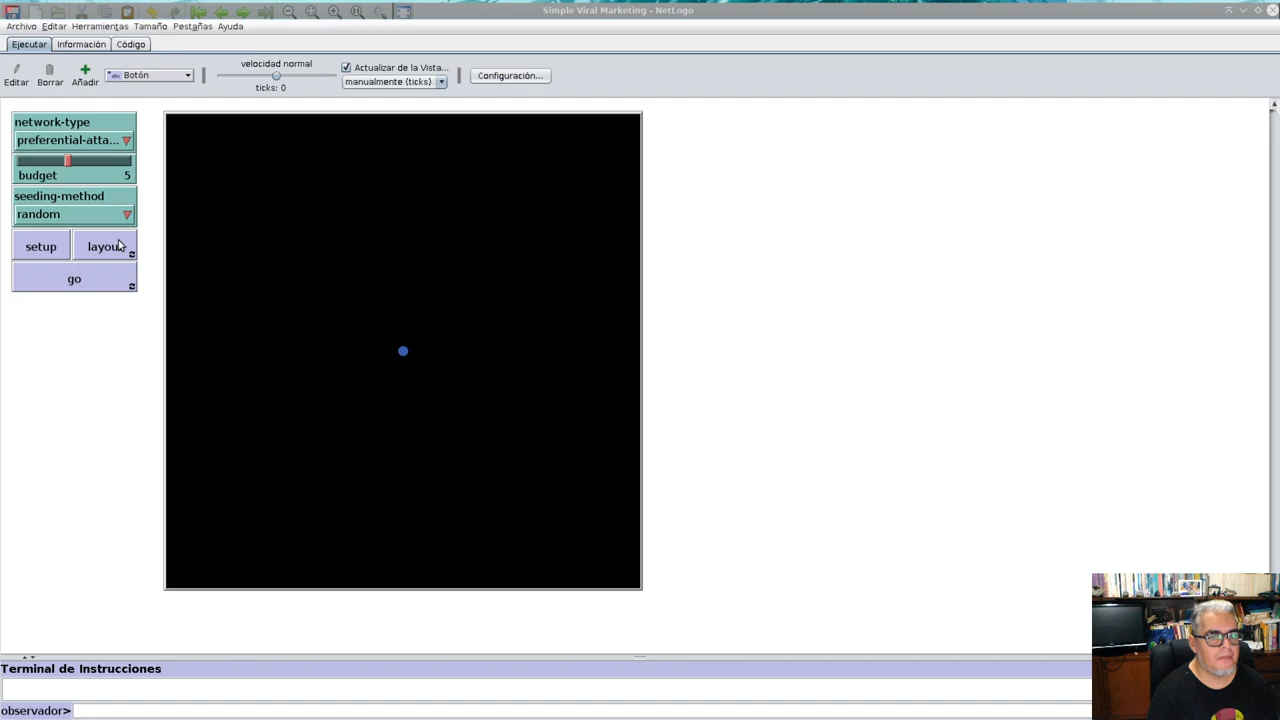 Simple Viral Marketing - NetLogo
Archivo Editar Herramientas Tamaño Pestañas Ayuda
Ejecutar Información Código
Editar Borrar Añadir
abc Botón
velocidad normal
ticks: 0
Actualizar de la Vista...
manualmente (ticks)
Configuración...
network-type
preferential-atta...
budget 5
seeding-method
random
setup layout
go
Terminal de Instrucciones
observador>